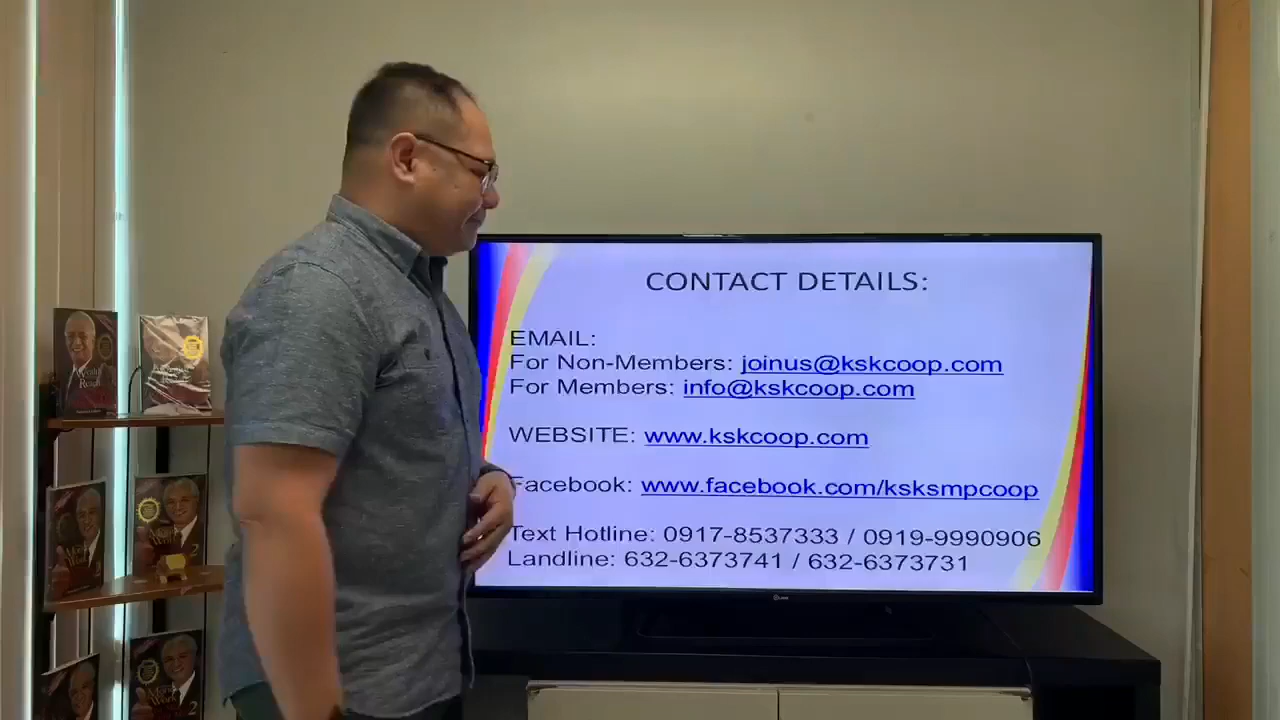 CONTACT DETAILS:
EMAIL:
For Non-Members: joinus@kskcoop.com
For Members: info@kskcoop.com
WEBSITE: www.kskcoop.com
Facebook: www.facebook.com/ksksmpcoop
Text Hotline: 0917-8537333 / 0919-9990906
Landline: 632-6373741 / 632-6373731